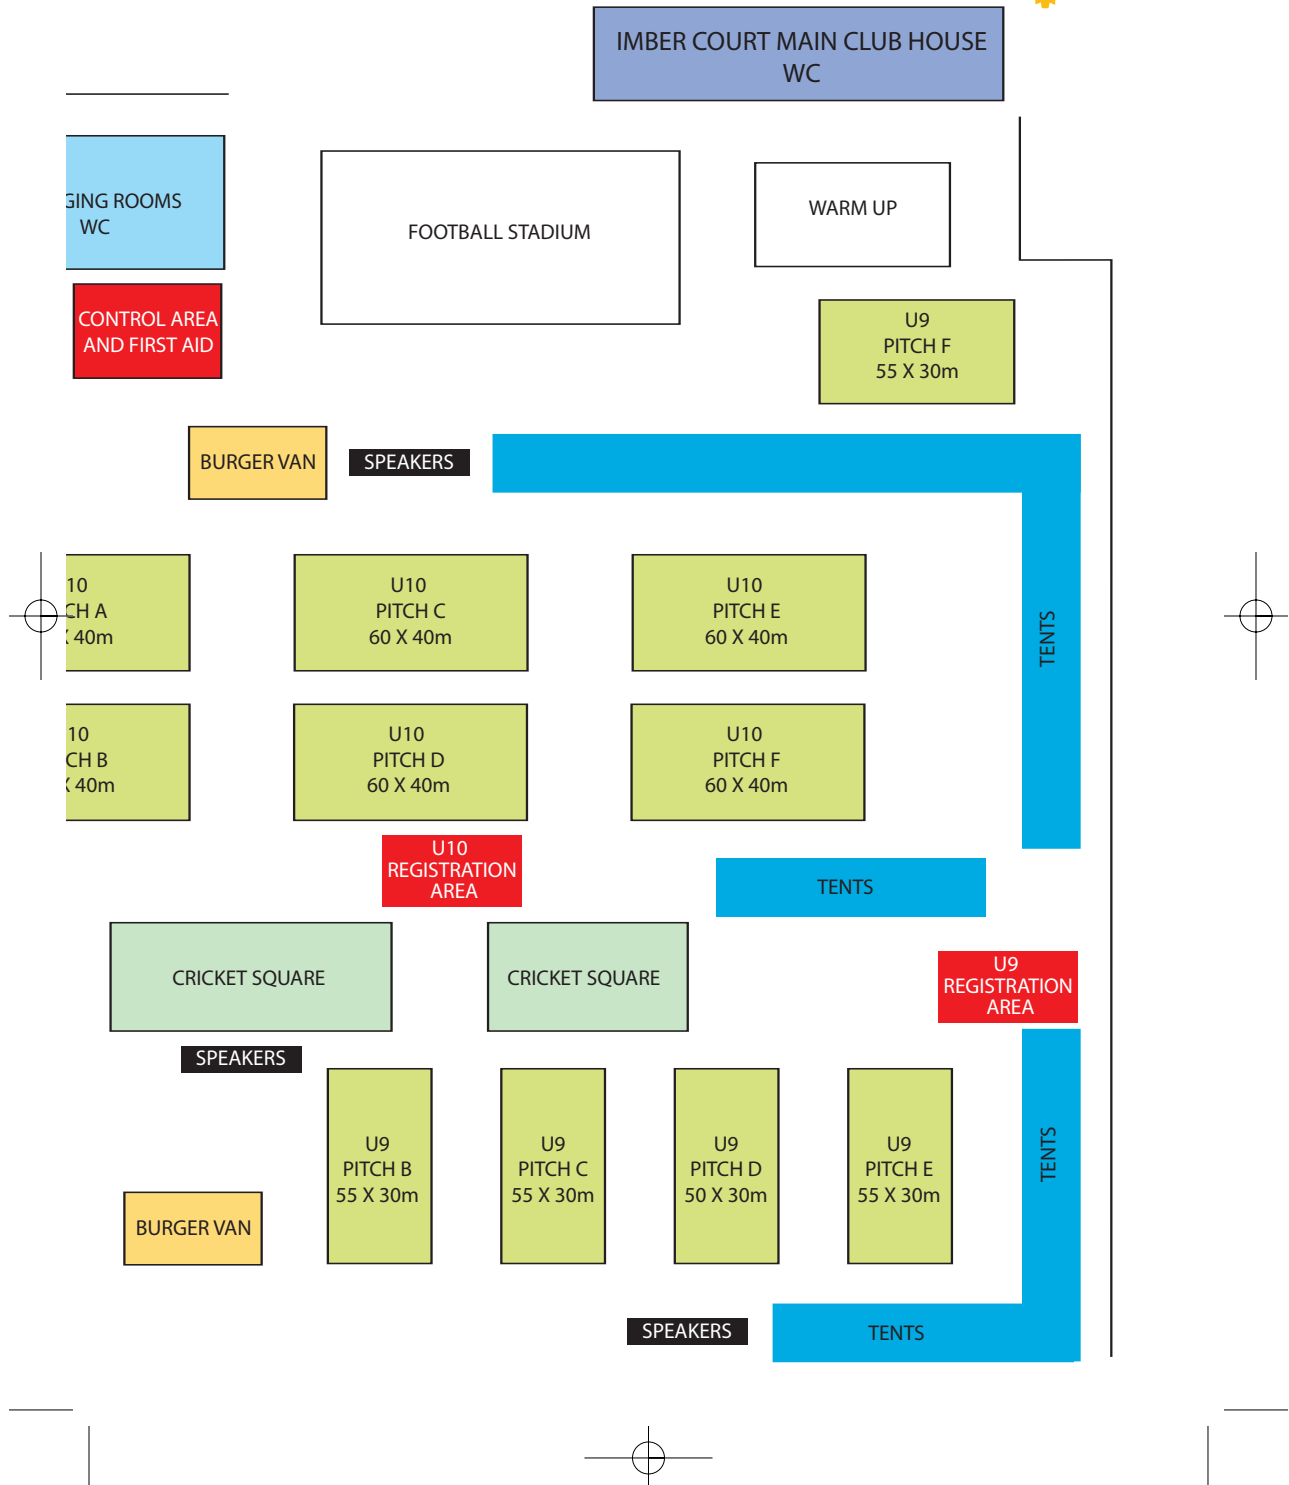 IMBER COURT MAIN CLUB HOUSE
WC
GING ROOMS
WC
FOOTBALL STADIUM
WARM UP
CONTROL AREA
AND FIRST AID
U9
PITCH F
55 X 30m
BURGER VAN
SPEAKERS
10
CH A
X 40m
U10
PITCH C
60 X 40m
U10
PITCH E
60 X 40m
TENTS
10
CH B
X 40m
U10
PITCH D
60 X 40m
U10
PITCH F
60 X 40m
U10
REGISTRATION
AREA
TENTS
CRICKET SQUARE
CRICKET SQUARE
U9
REGISTRATION
AREA
SPEAKERS
U9
PITCH B
55 X 30m
U9
PITCH C
55 X 30m
U9
PITCH D
50 X 30m
U9
PITCH E
55 X 30m
TENTS
BURGER VAN
SPEAKERS
TENTS